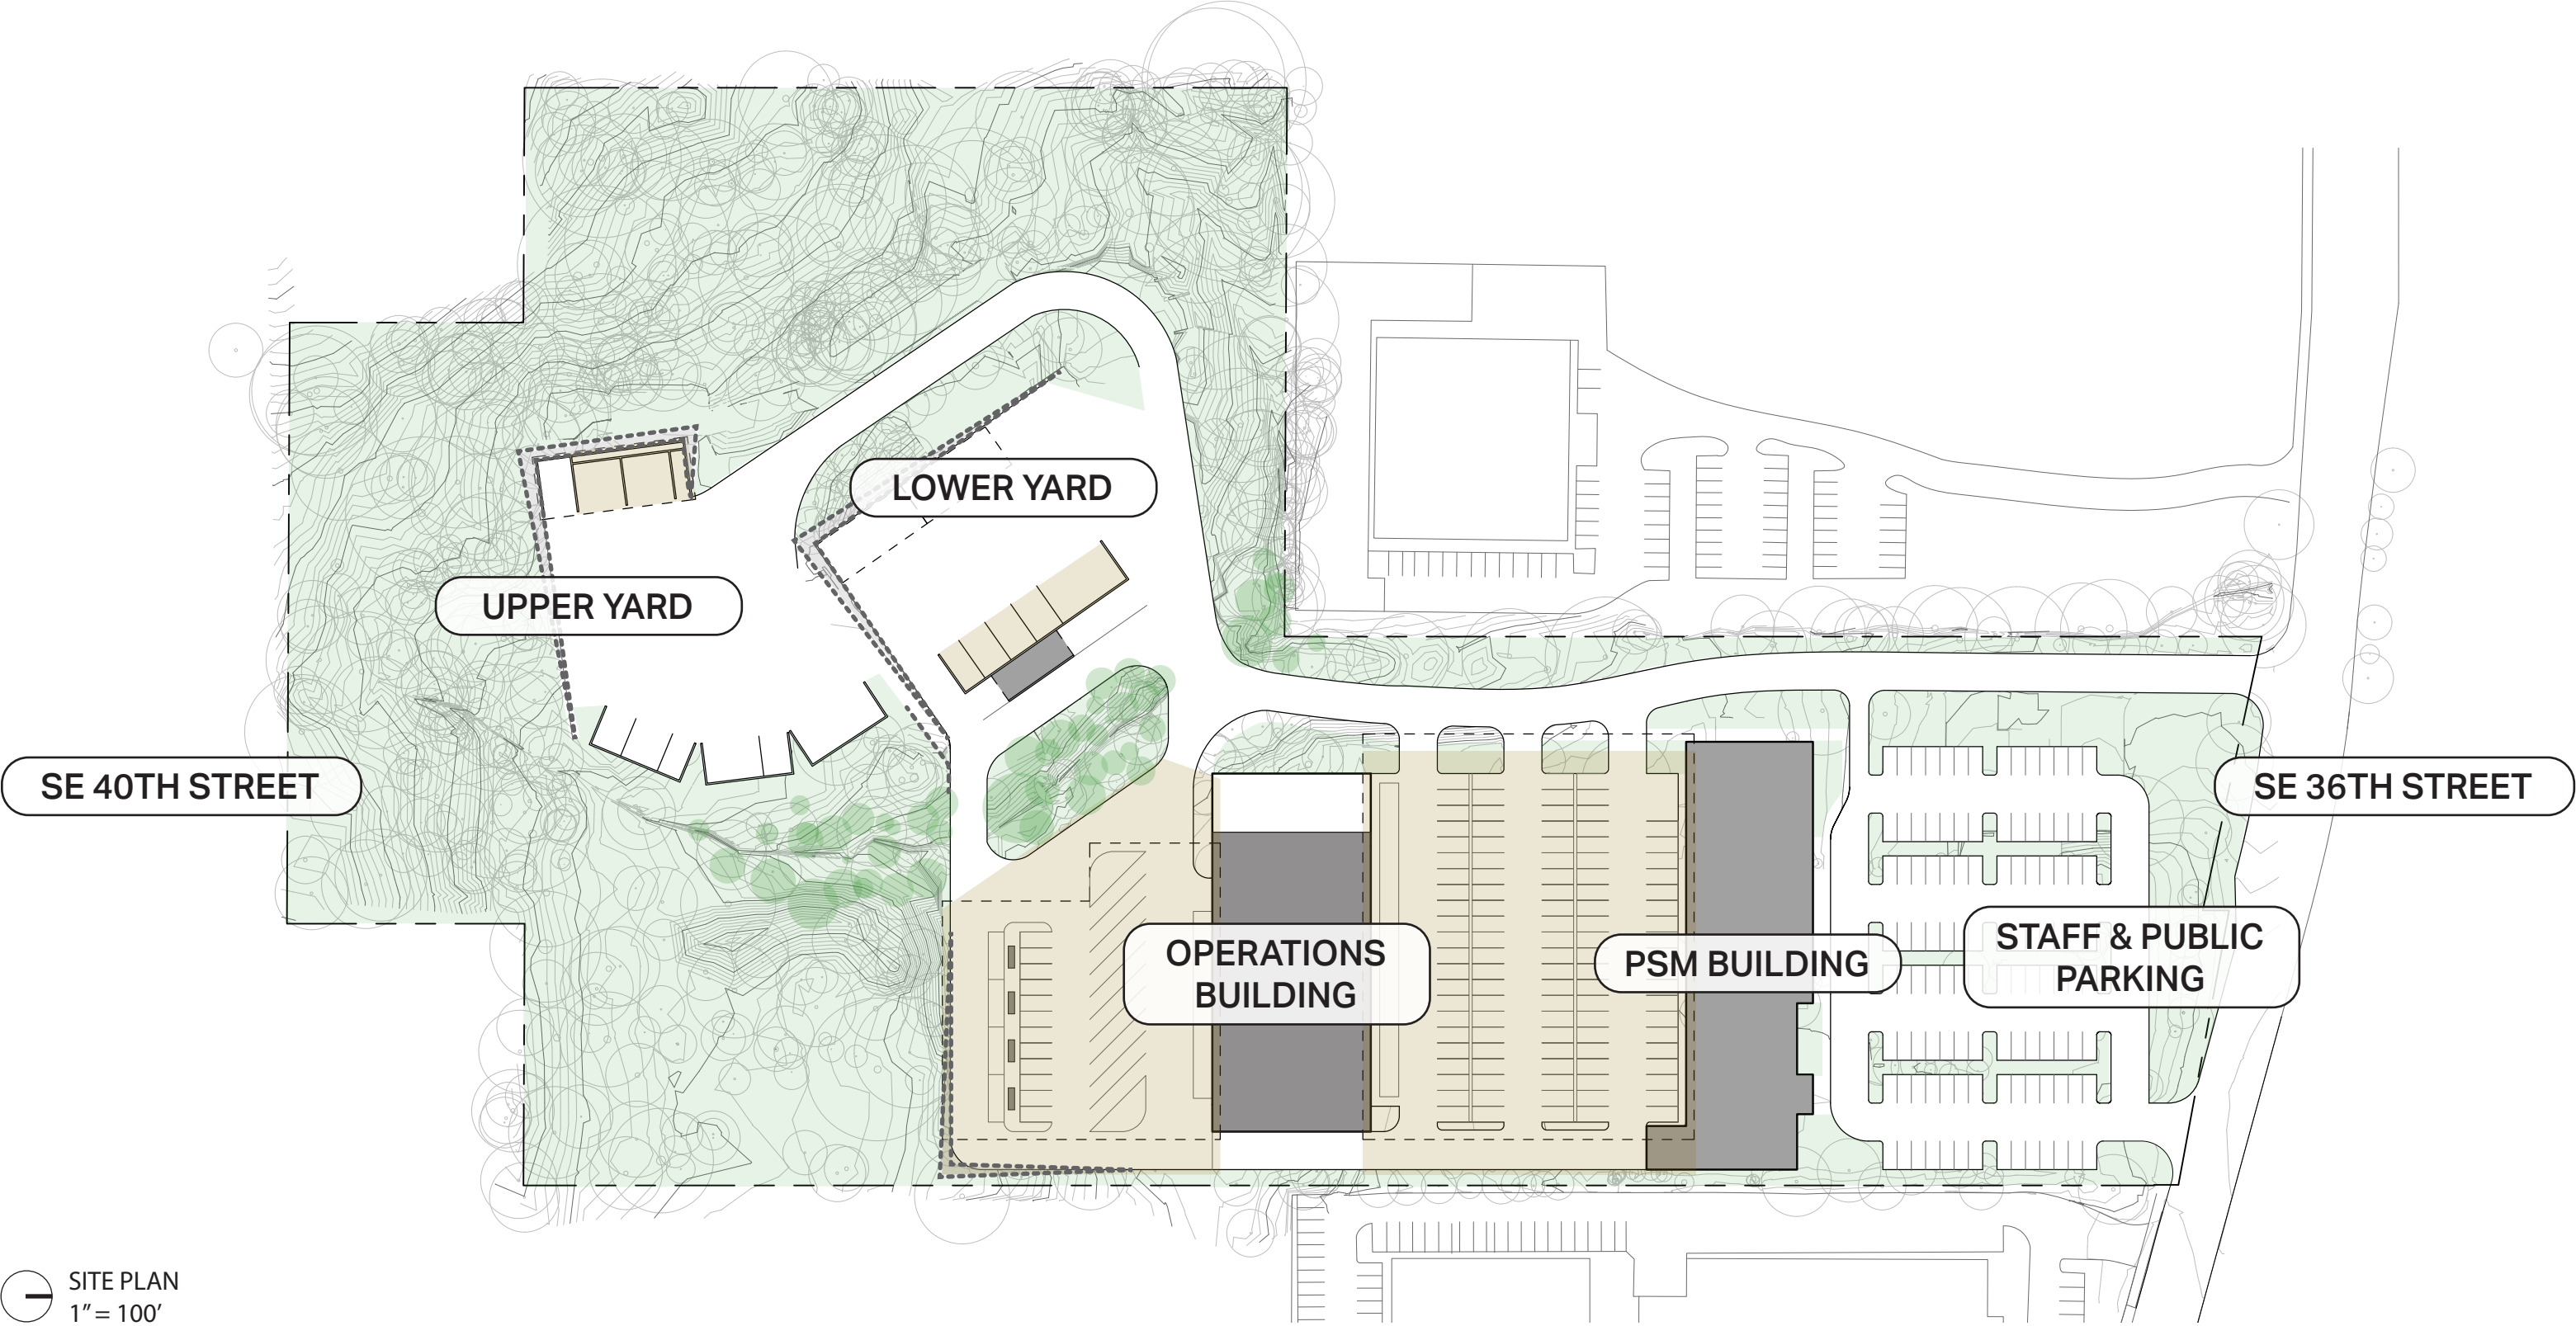 LOWER YARD
UPPER YARD
SE 40TH STREET
SE 36TH STREET
OPERATIONS
BUILDING
PSM BUILDING
STAFF & PUBLIC
PARKING
SITE PLAN
1″ = 100’